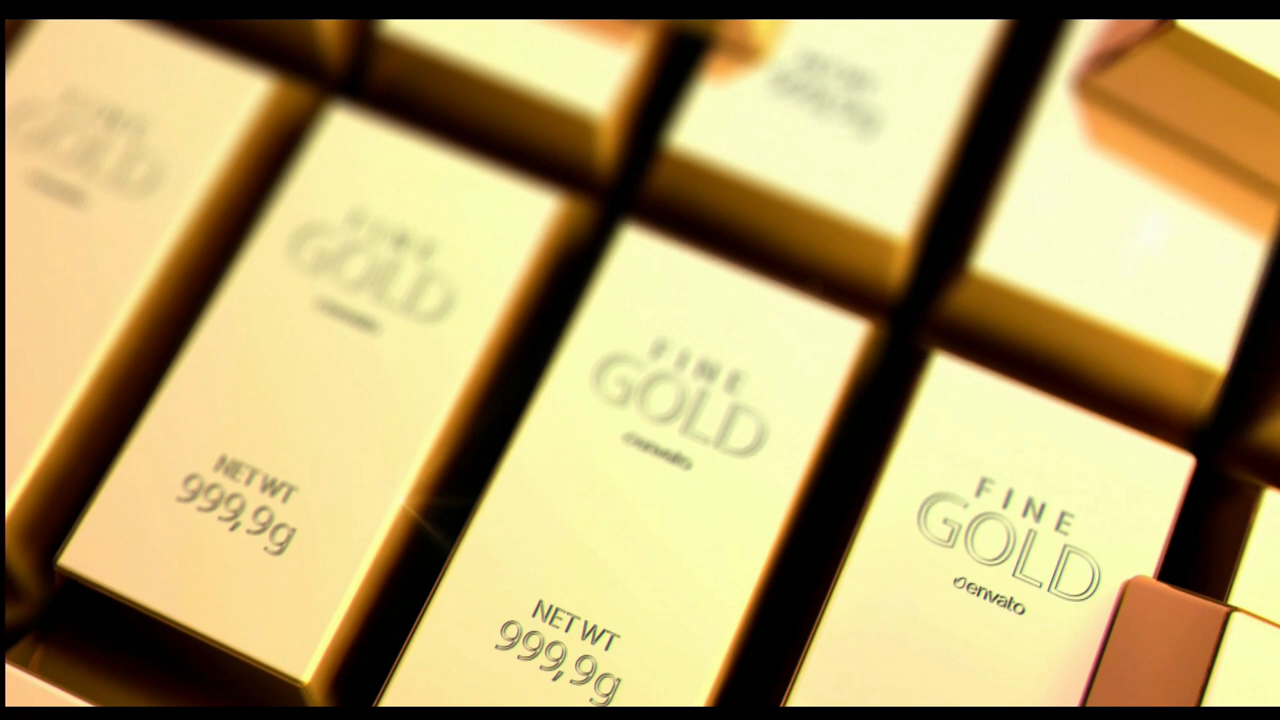 FINE
GOLD
NET WT
999,9g
FINE
GOLD
envato
NET WT
999,9g
FINE
GOLD
envato